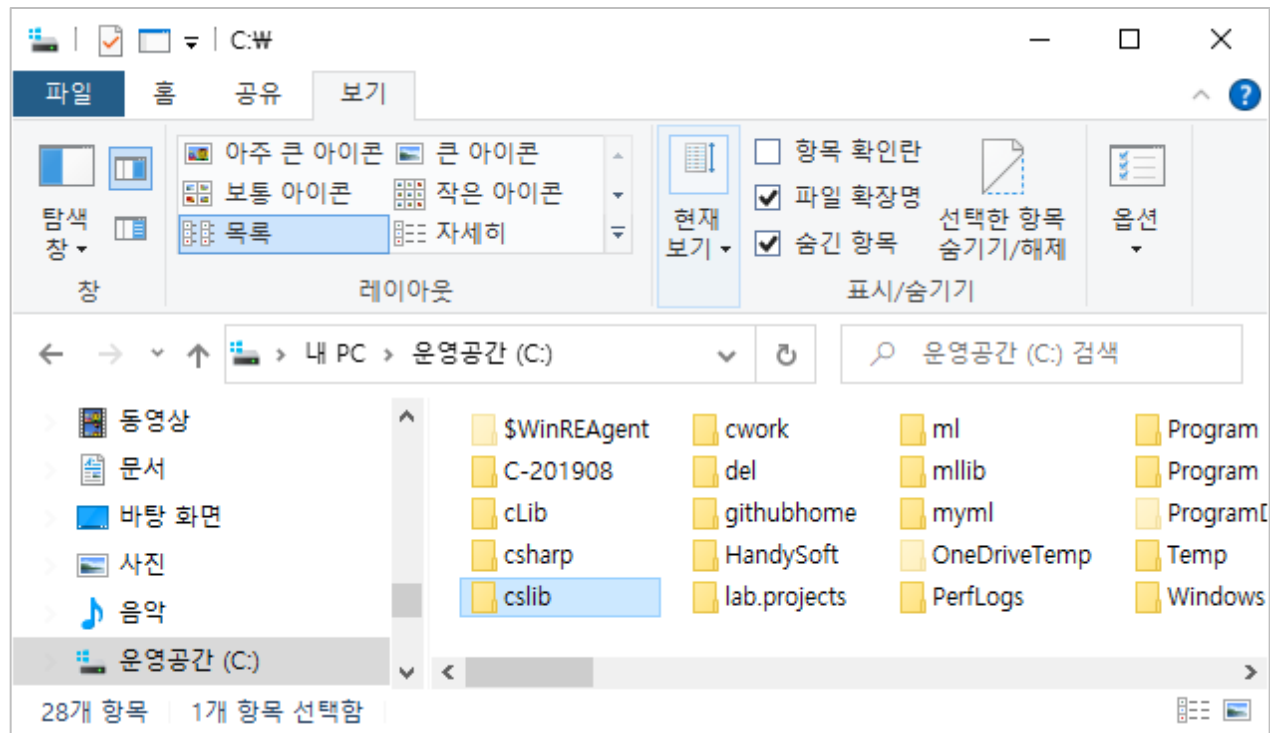 C:₩
파일 홈 공유 보기
아주 큰 아이콘 큰 아이콘
보통 아이콘 작은 아이콘
목록 자세히
탐색
창
창
레이아웃
현재
보기
항목 확인란
파일 확장명
숨긴 항목
선택한 항목
숨기기/해제
표시/숨기기
옵션
내 PC > 운영공간 (C:)
운영공간 (C:) 검색
동영상
문서
바탕 화면
사진
음악
운영공간 (C:)
$WinREAgent cwork ml Program
C-201908 del mllib Program
cLib githubhome myml Program
csharp HandySoft OneDriveTemp Temp
cslib lab.projects PerfLogs Windows
28개 항목 1개 항목 선택함